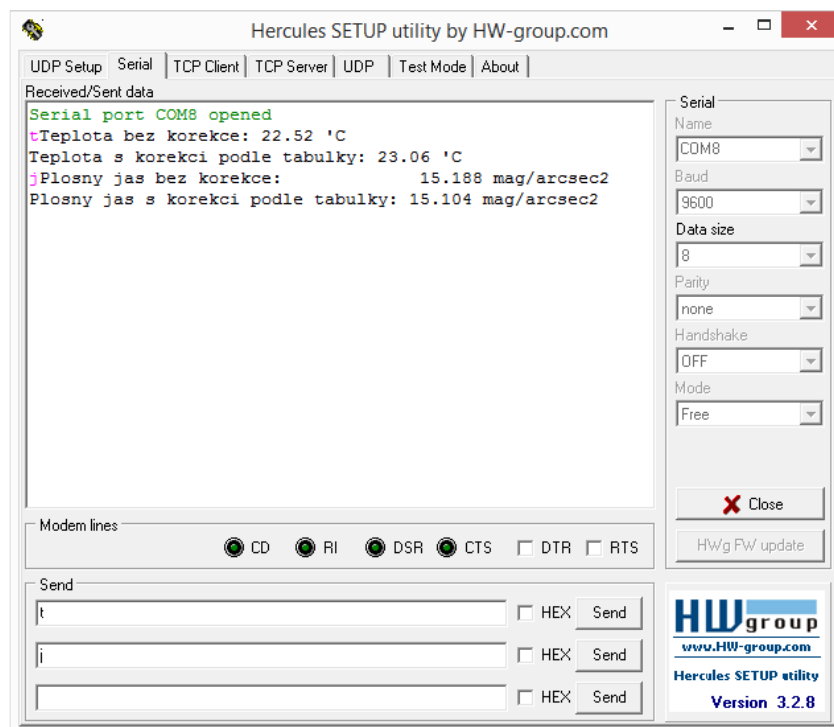 Hercules SETUP utility by HW-group.com
UDP Setup Serial TCP Client TCP Server UDP Test Mode About
Received/Sent data
Serial port COM8 opened
tTeplota bez korekce: 22.52 'C
Teplota s korekci podle tabulky: 23.06 'C
jPlosny jas bez korekce: 15.188 mag/arcsec2
Plosny jas s korekci podle tabulky: 15.104 mag/arcsec2
Serial
Name
COM8
Baud
9600
Data size
8
Parity
none
Handshake
OFF
Mode
Free
Close
HWg FW update
Modem lines
CD RI DSR CTS DTR RTS
Send
t HEX Send
j HEX Send
HEX Send
HW group
www.HW-group.com
Hercules SETUP utility
Version 3.2.8